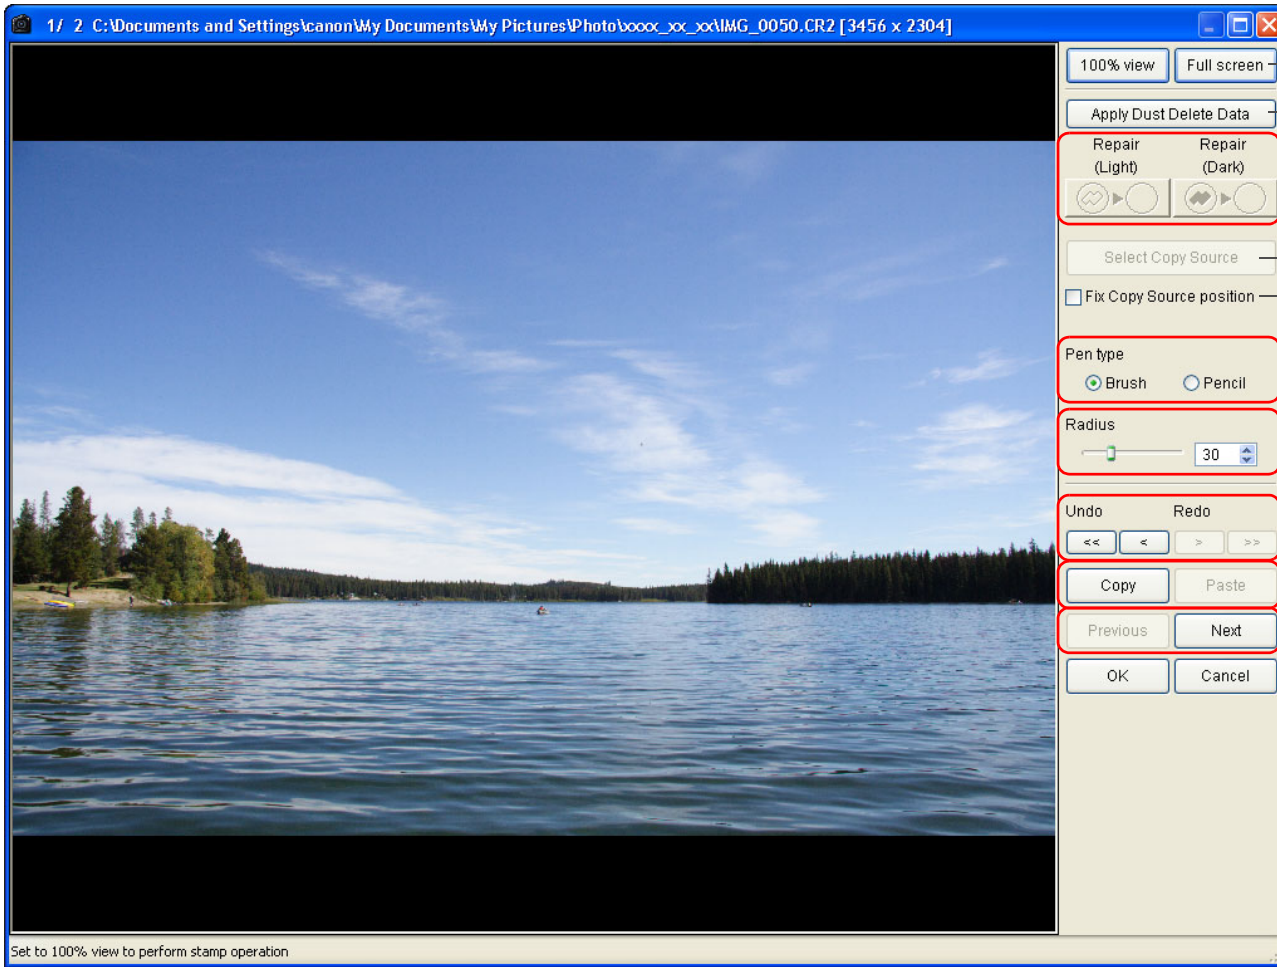 1/ 2 C:\Documents and Settings\canon\My Documents\My Pictures\Photo\xxxx_xx_xx\IMG_0050.CR2 [3456 x 2304]
100% view Full screen
Apply Dust Delete Data
Repair Repair
(Light) (Dark)
Select Copy Source
Fix Copy Source position
Pen type
Brush Pencil
Radius
30
Undo Redo
<< < > >>
Copy Paste
Previous Next
OK Cancel
Set to 100% view to perform stamp operation